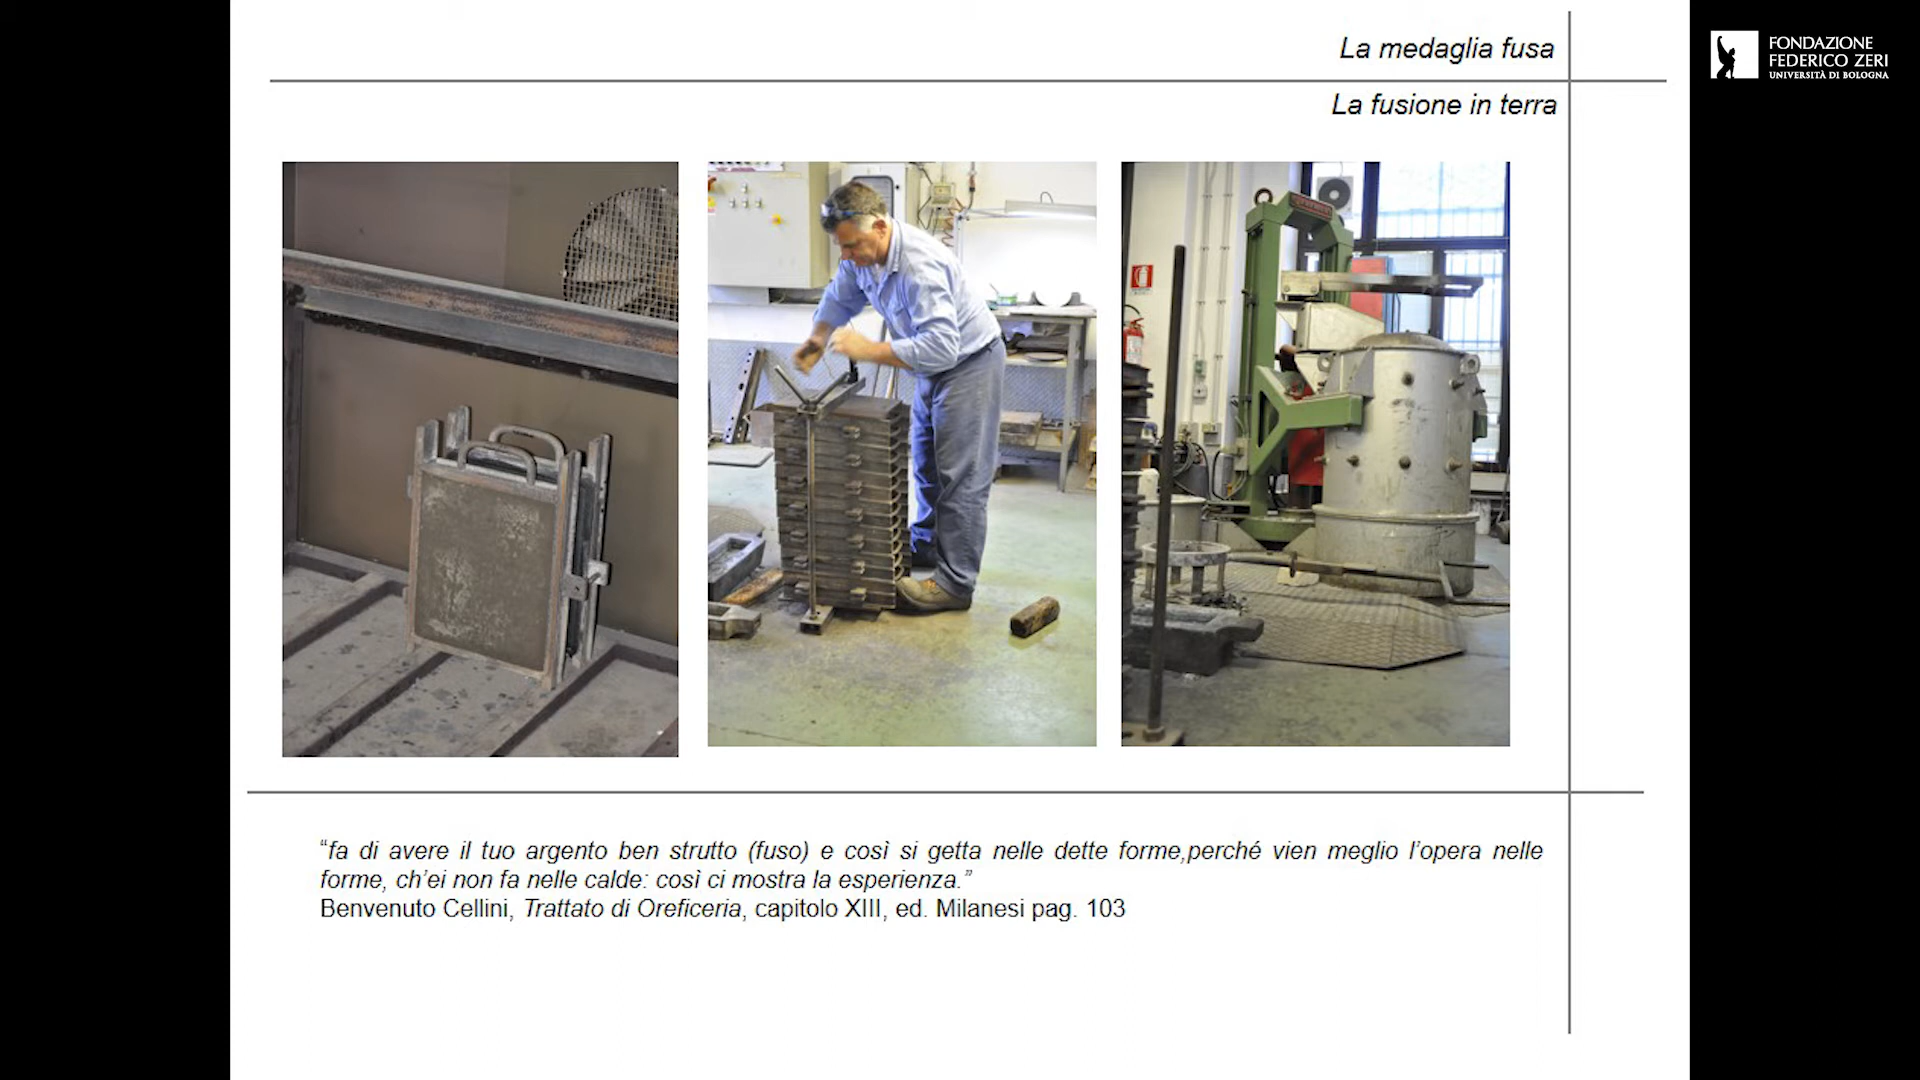 La medaglia fusa
FONDAZIONE
FEDERICO ZERI
UNIVERSITÀ DI BOLOGNA
La fusione in terra
“fa di avere il tuo argento ben strutto (fuso) e così si getta nelle dette forme,perché vien meglio l’opera nelle
forme, ch’ei non fa nelle calde: così ci mostra la esperienza.”
Benvenuto Cellini, Trattato di Oreficeria, capitolo XIII, ed. Milanesi pag. 103